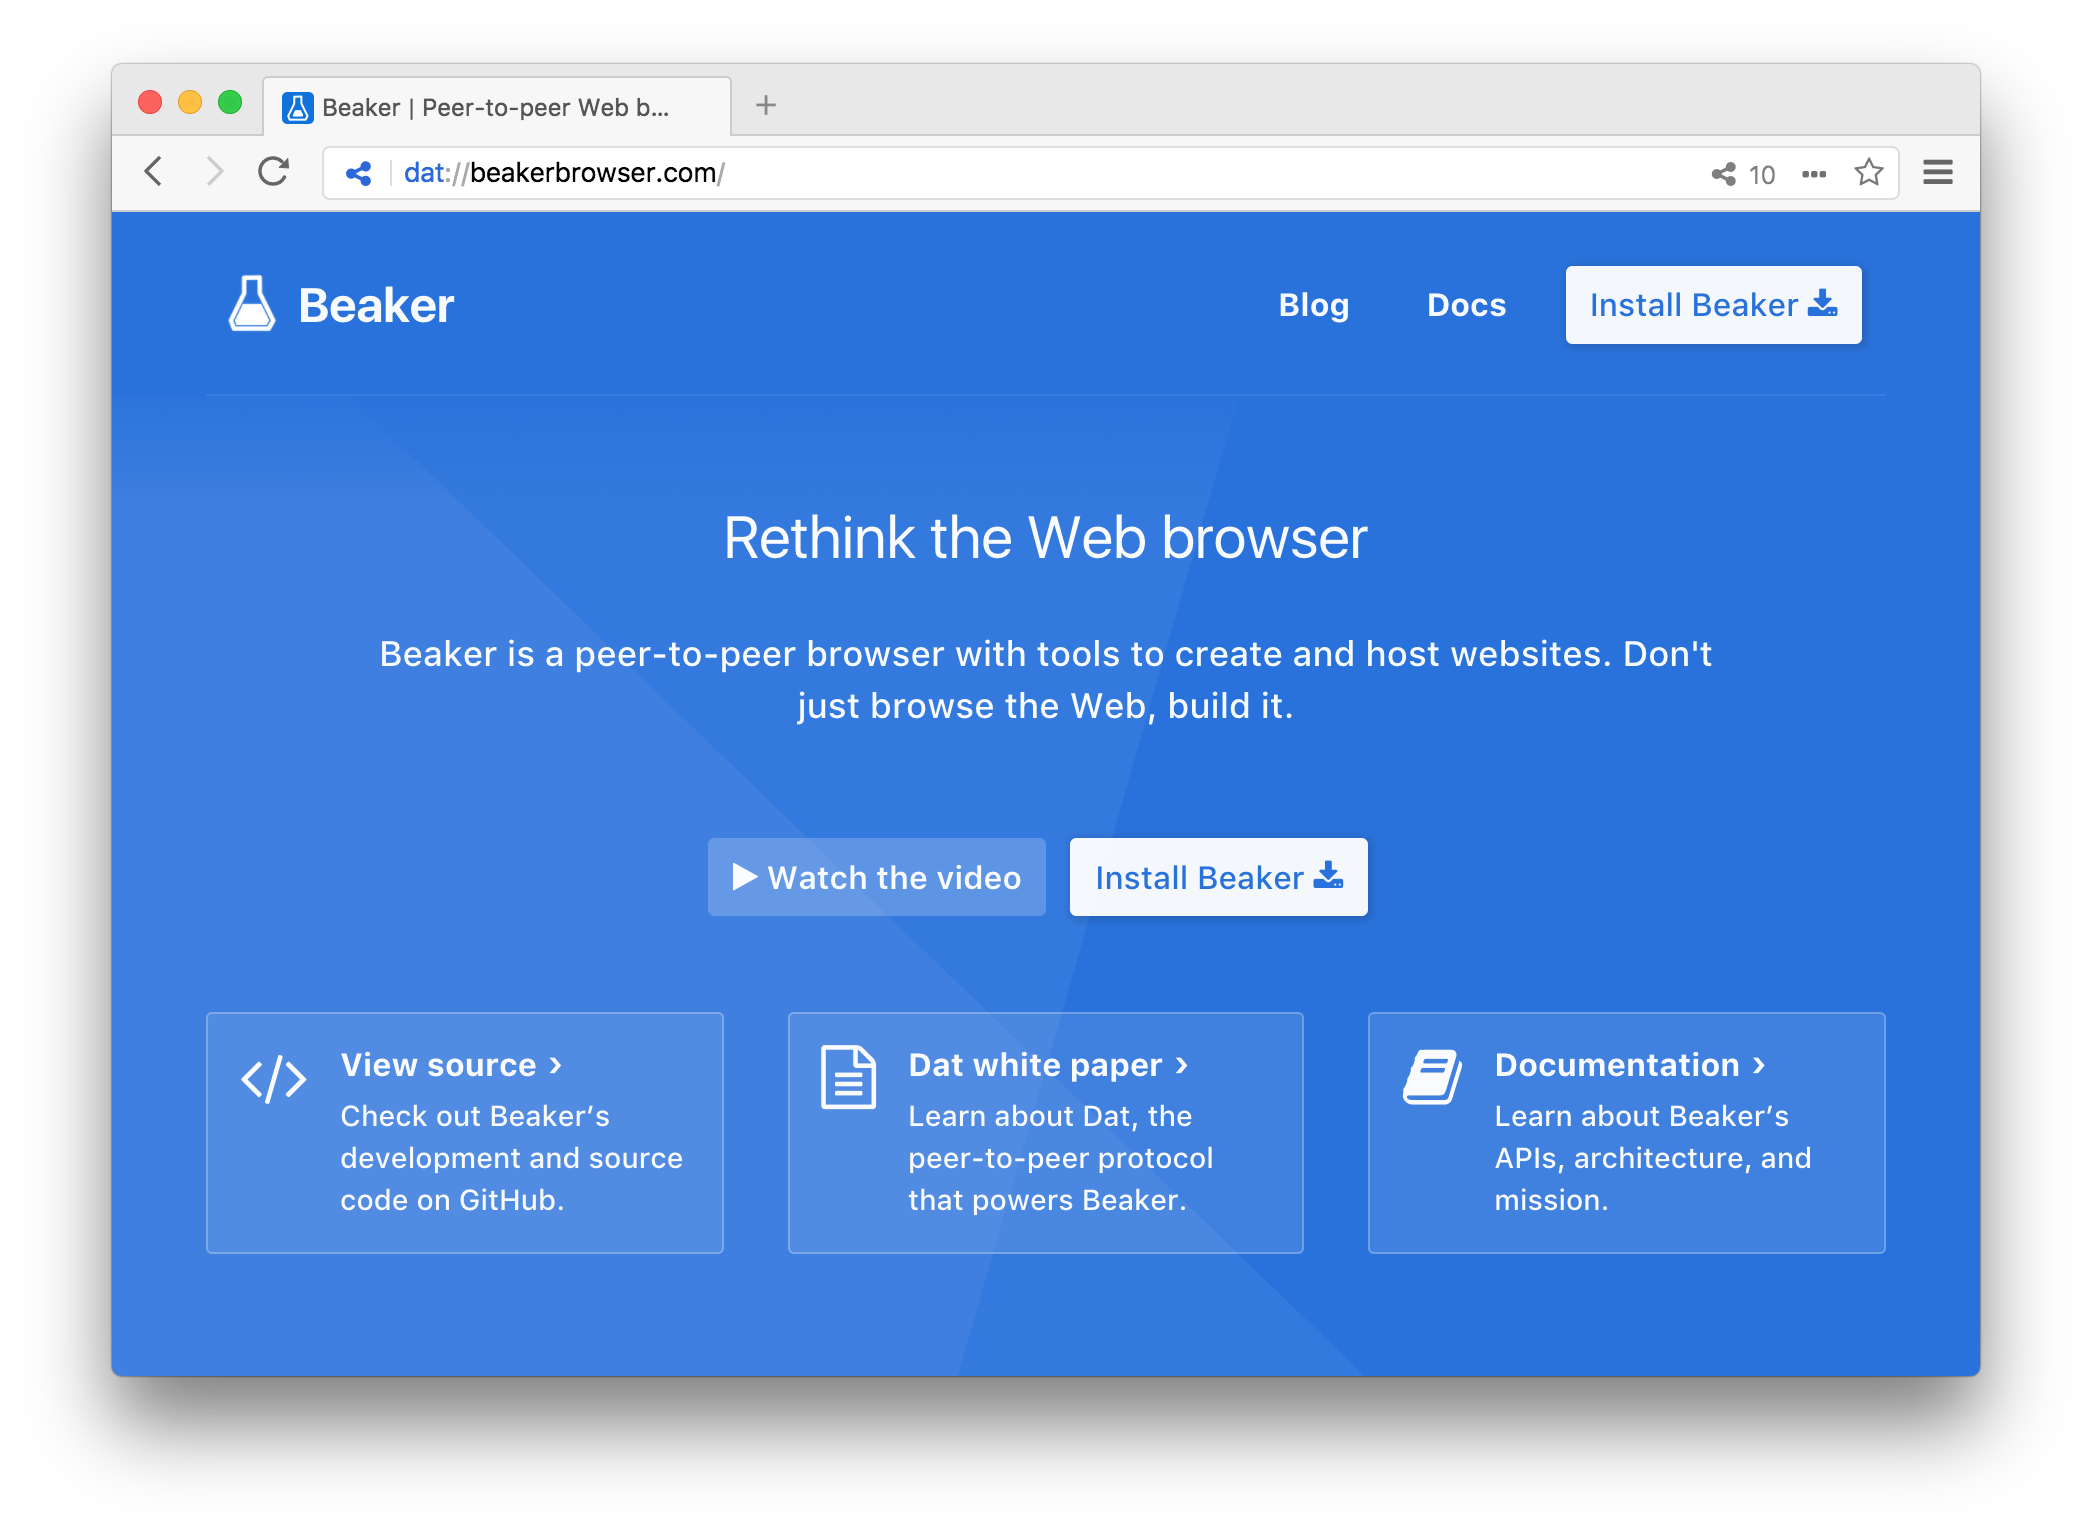 Beaker | Peer-to-peer Web b...
dat://beakerbrowser.com/
10
Beaker
Blog
Docs
Install Beaker
Rethink the Web browser
Beaker is a peer-to-peer browser with tools to create and host websites. Don't
just browse the Web, build it.
Watch the video
Install Beaker
View source ›
Check out Beaker’s
development and source
code on GitHub.
Dat white paper ›
Learn about Dat, the
peer-to-peer protocol
that powers Beaker.
Documentation ›
Learn about Beaker’s
APIs, architecture, and
mission.